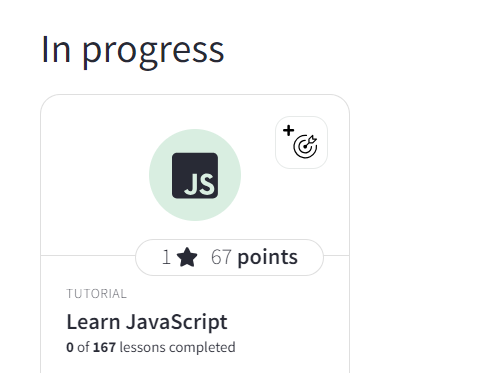 In progress
JS
1 67 points
TUTORIAL
Learn JavaScript
0 of 167 lessons completed